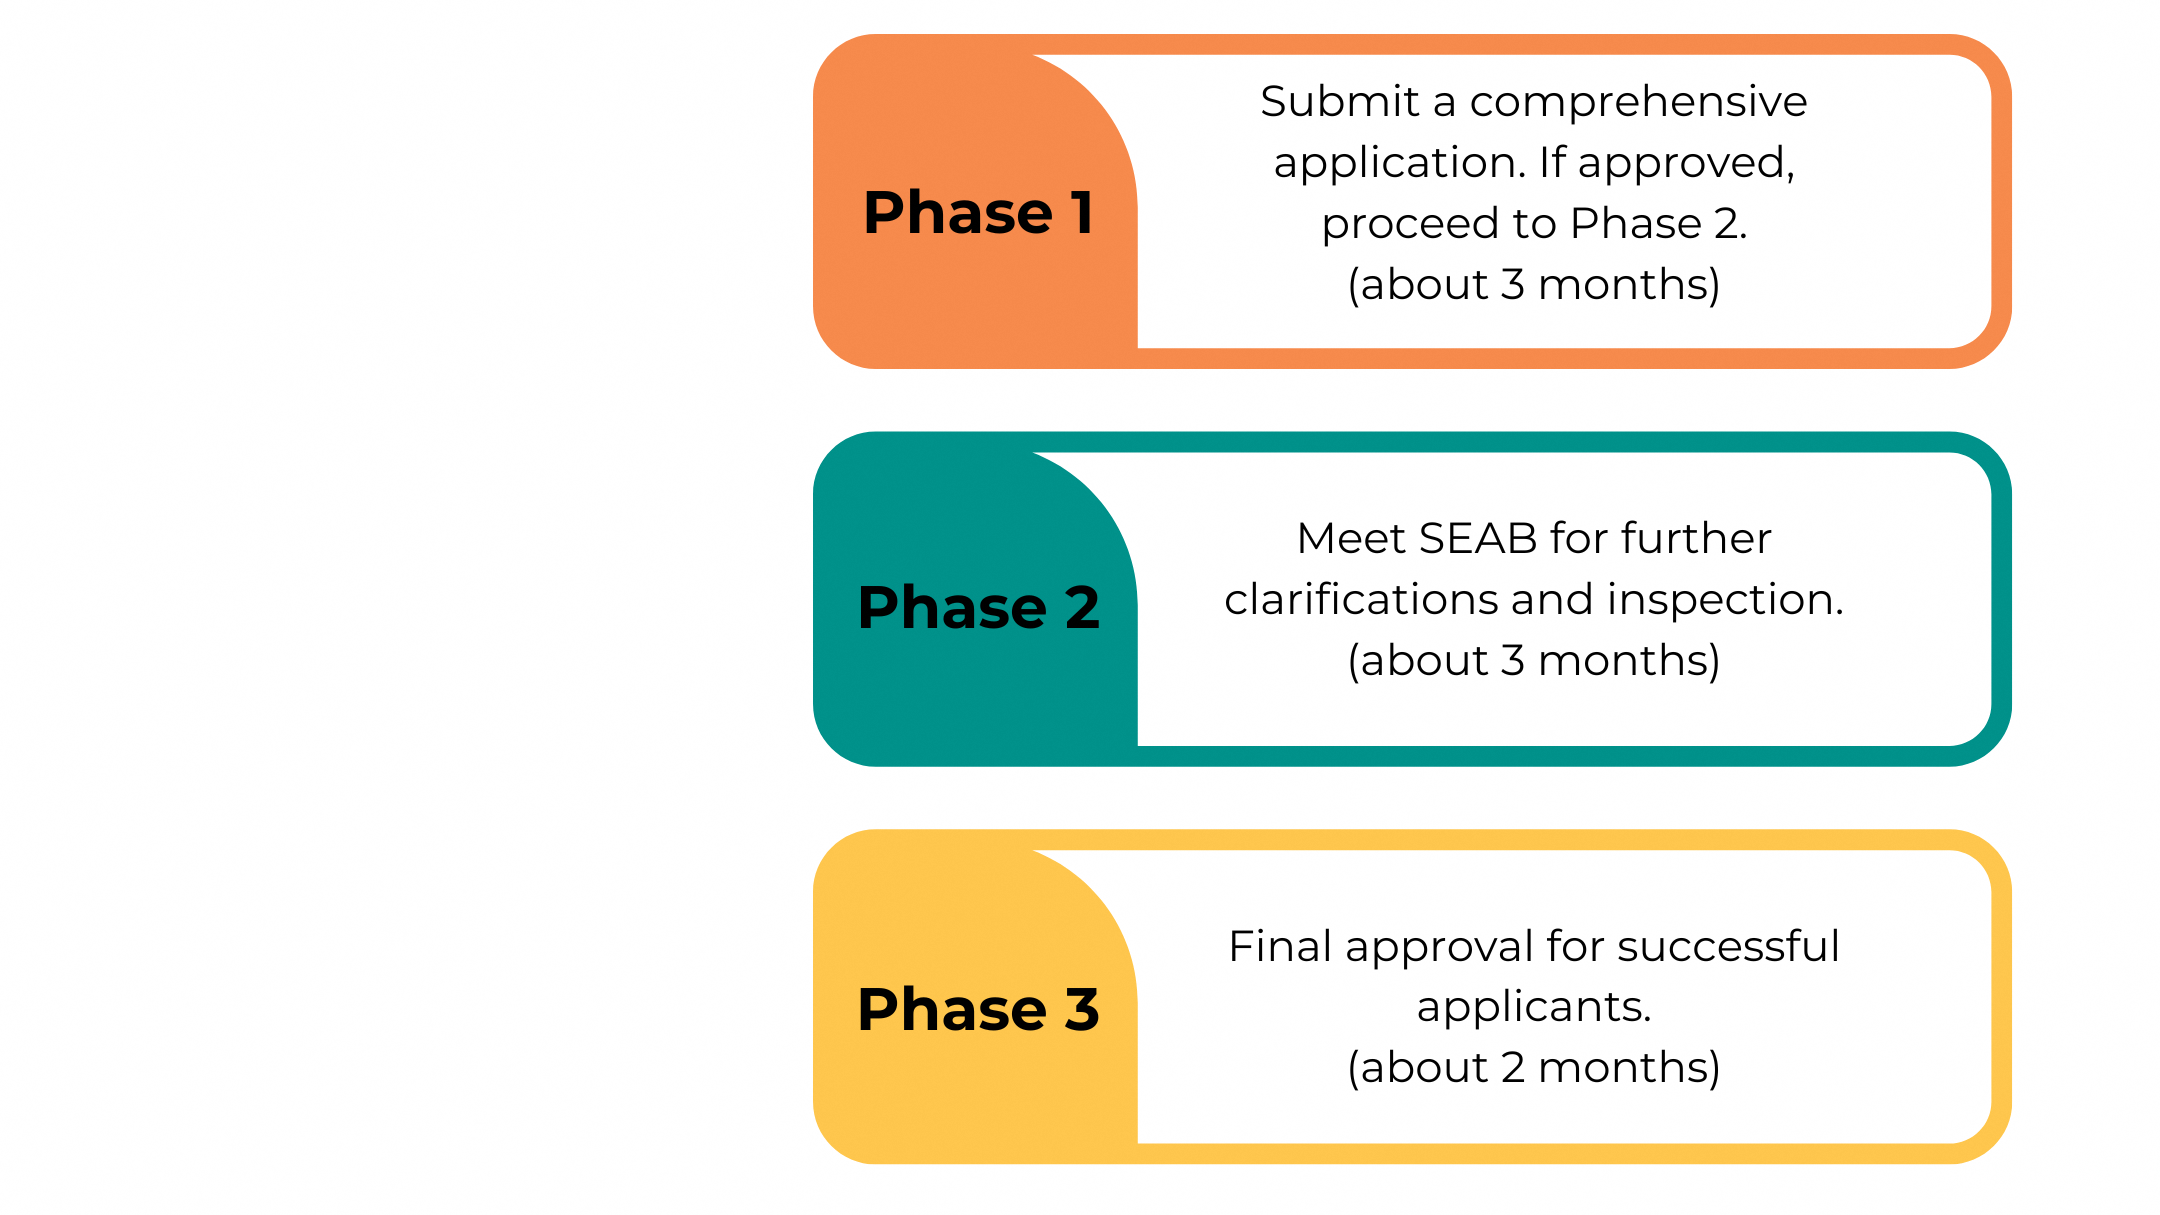 Phase 1
Submit a comprehensive
application. If approved,
proceed to Phase 2.
(about 3 months)
Phase 2
Meet SEAB for further
clarifications and inspection.
(about 3 months)
Phase 3
Final approval for successful
applicants.
(about 2 months)